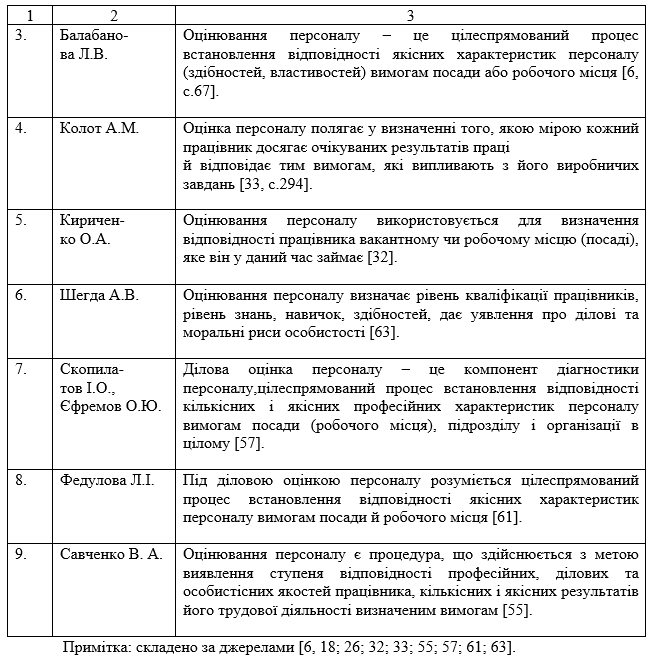 1 2 3
3. Балабано- Оцінювання персоналу – це цілеспрямований процес
ва Л.В. встановлення відповідності якісних характеристик персоналу
(здібностей, властивостей) вимогам посади або робочого місця [6,
с.67].
4. Колот А.М. Оцінка персоналу полягає у визначенні того, якою мірою кожний
працівник досягає очікуваних результатів праці
й відповідає тим вимогам, які випливають з його виробничих
завдань [33, с.294].
5. Киричен- Оцінювання персоналу використовується для визначення
ко О.А. відповідності працівника вакантному чи робочому місцю (посаді),
яке він у даний час займає [32].
6. Шегда А.В. Оцінювання персоналу визначає рівень кваліфікації працівників,
рівень знань, навичок, здібностей, дає уявлення про ділові та
моральні риси особистості [63].
7. Скопила- Ділова оцінка персоналу – це компонент діагностики
тов І.О., персоналу,цілеспрямований процес встановлення відповідності
Єфремов О.Ю. кількісних і якісних професійних характеристик персоналу
вимогам посади (робочого місця), підрозділу і організації в
цілому [57].
8. Федулова Л.І. Під діловою оцінкою персоналу розуміється цілеспрямований
процес встановлення відповідності якісних характеристик
персоналу вимогам посади й робочого місця [61].
9. Савченко В. А. Оцінювання персоналу є процедура, що здійснюється з метою
виявлення ступеня відповідності професійних, ділових та
особистісних якостей працівника, кількісних і якісних результатів
його трудової діяльності визначеним вимогам [55].
Примітка: складено за джерелами [6, 18; 26; 32; 33; 55; 57; 61; 63].